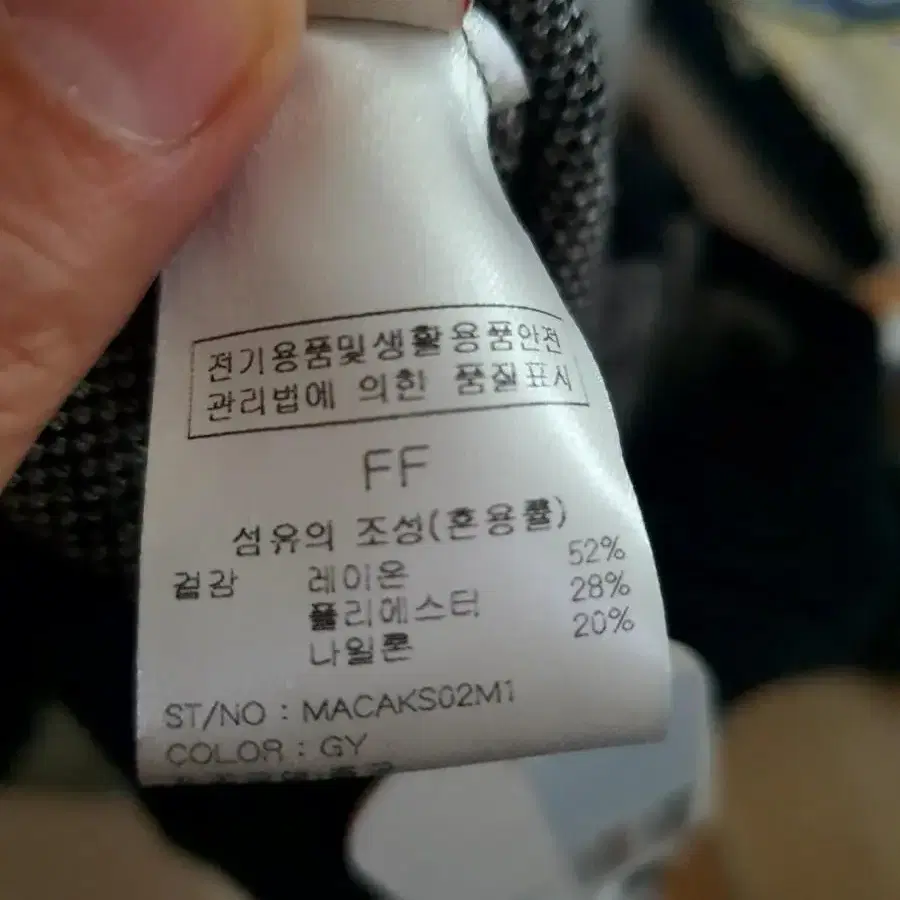 전기용품및생활용품안전
관리법에 의한 품질표시
FF
섬유의 조성(혼용률)
겉감 레이온 52%
폴리에스터 28%
나일론 20%
ST/NO : MACAKS02M1
COLOR : GY